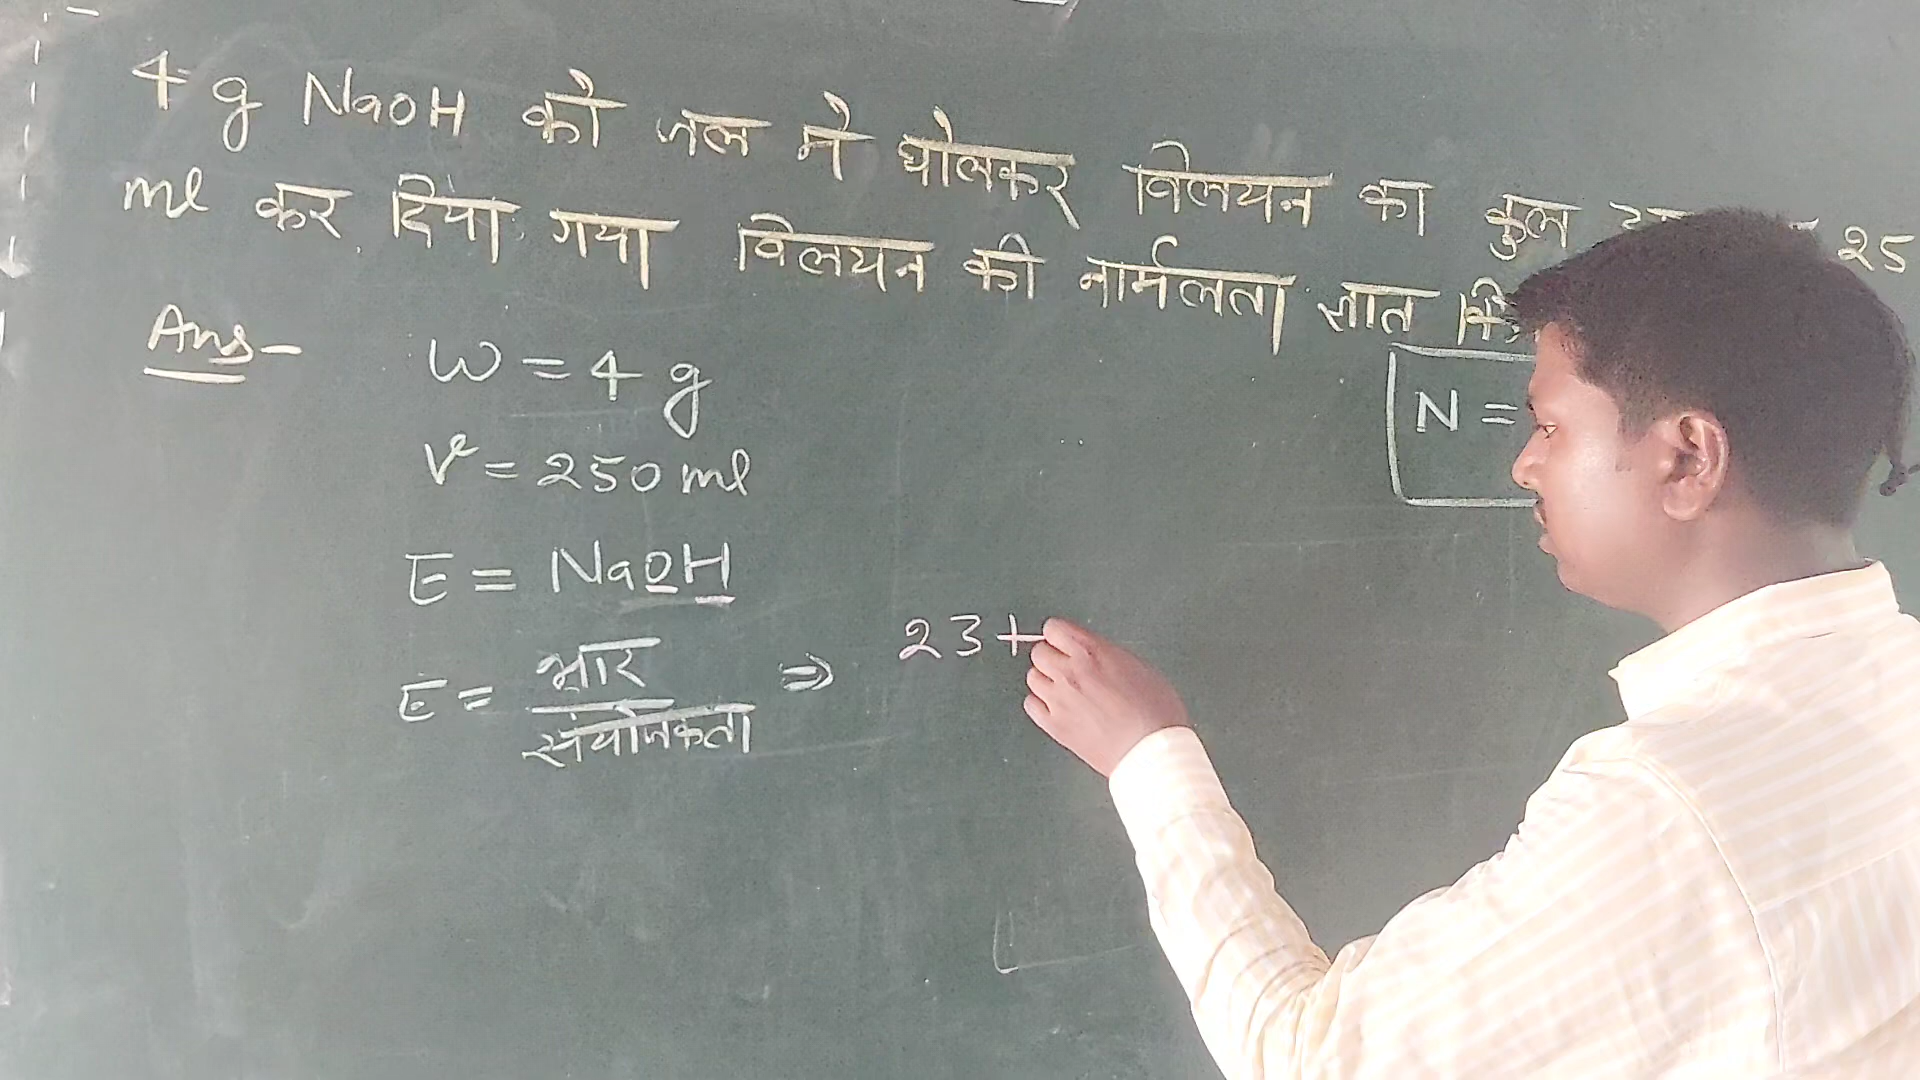 4 g NaOH को जल मे घोलकर विलयन का कुल 25
ml कर दिया गया विलयन की नार्मलता ज्ञात
Ans - W = 4 g
N =
V = 250 ml
E = NaOH
E = भार / संयोजकता ⇒ 23+